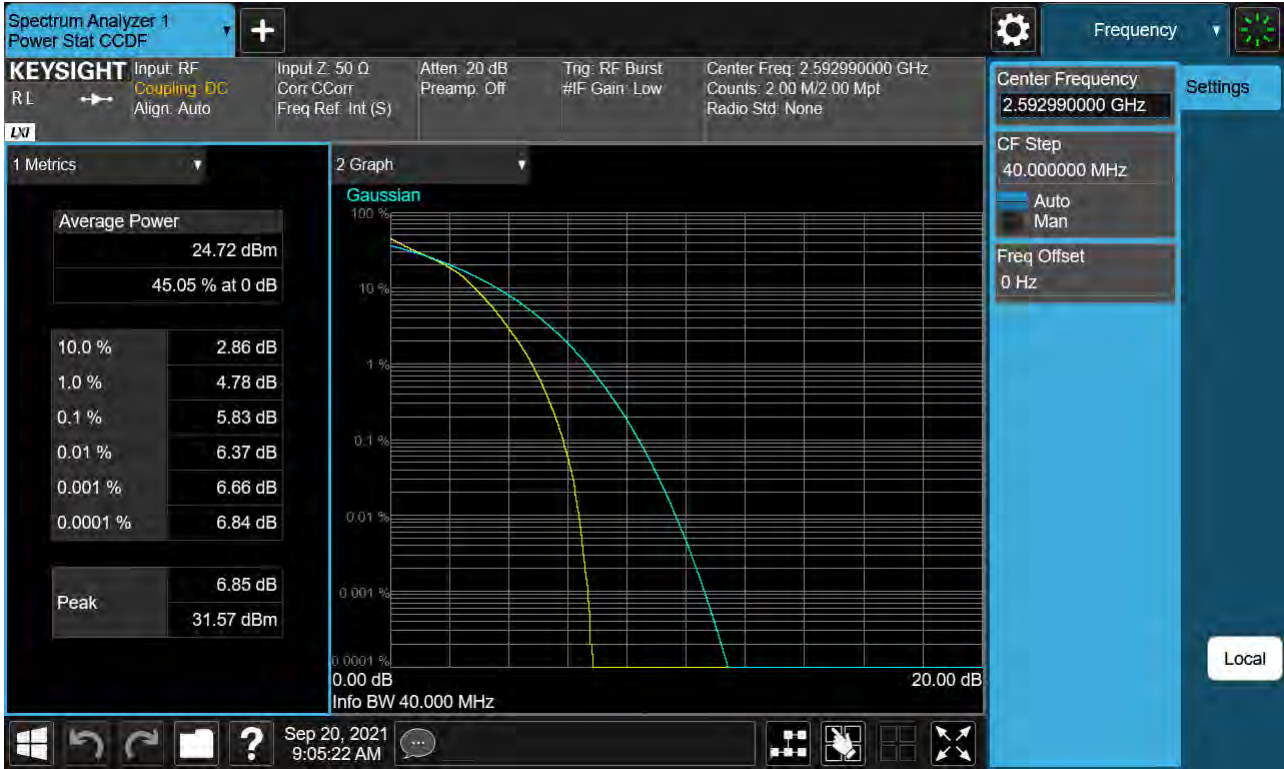 Spectrum Analyzer 1
Power Stat CCDF
Frequency
KEYSIGHT
R L
LXI
Input: RF
Coupling: DC
Align: Auto
Input Z: 50 Ω
Corr CCorr
Freq Ref: Int (S)
Atten: 20 dB
Preamp: Off
Trig: RF Burst
#IF Gain: Low
Center Freq: 2.592990000 GHz
Counts: 2.00 M/2.00 Mpt
Radio Std: None
1 Metrics
Average Power
24.72 dBm
45.05 % at 0 dB
10.0 % 2.86 dB
1.0 % 4.78 dB
0.1 % 5.83 dB
0.01 % 6.37 dB
0.001 % 6.66 dB
0.0001 % 6.84 dB
Peak
6.85 dB
31.57 dBm
2 Graph
Gaussian
100 %
10 %
1 %
0.1 %
0.01 %
0.001 %
0.0001 %
0.00 dB 20.00 dB
Info BW 40.000 MHz
Center Frequency
2.592990000 GHz
CF Step
40.000000 MHz
Auto
Man
Freq Offset
0 Hz
Settings
Local
?
Sep 20, 2021
9:05:22 AM